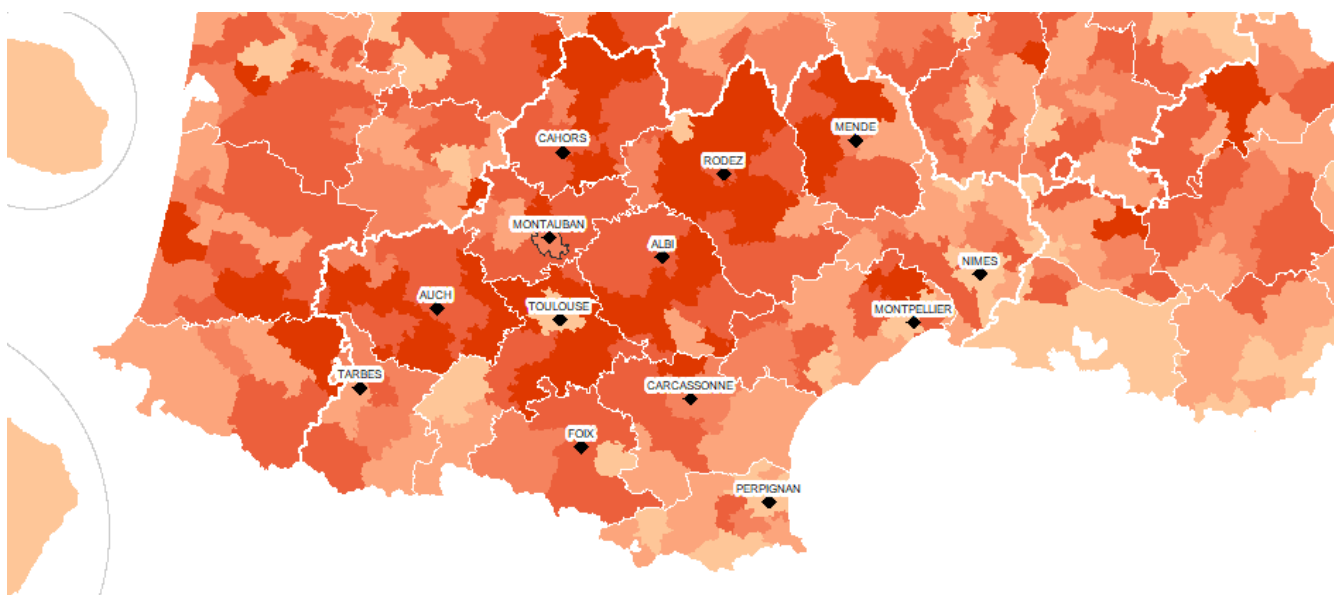 CAHORS
MENDE
RODEZ
MONTAUBAN
ALBI
NIMES
AUCH
TOULOUSE
MONTPELLIER
TARBES
CARCASSONNE
FOIX
PERPIGNAN